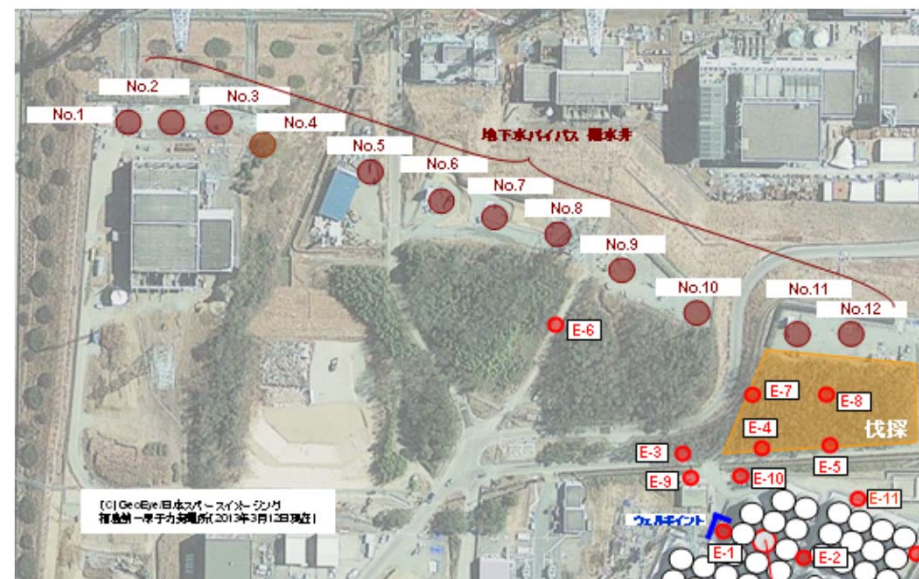 No.1
No.2
No.3
No.4
No.5
No.6
地下水バイパス 揚水井
No.7
No.8
No.9
No.10
No.11
No.12
E-6
E-7
E-8
E-4
伐採
E-3
E-5
E-9
E-10
E-11
(C)GeoEye/日本スペースイメージング
福島第一原子力発電所(2013年3月12日現在)
ウェルポイント
E-1
E-2